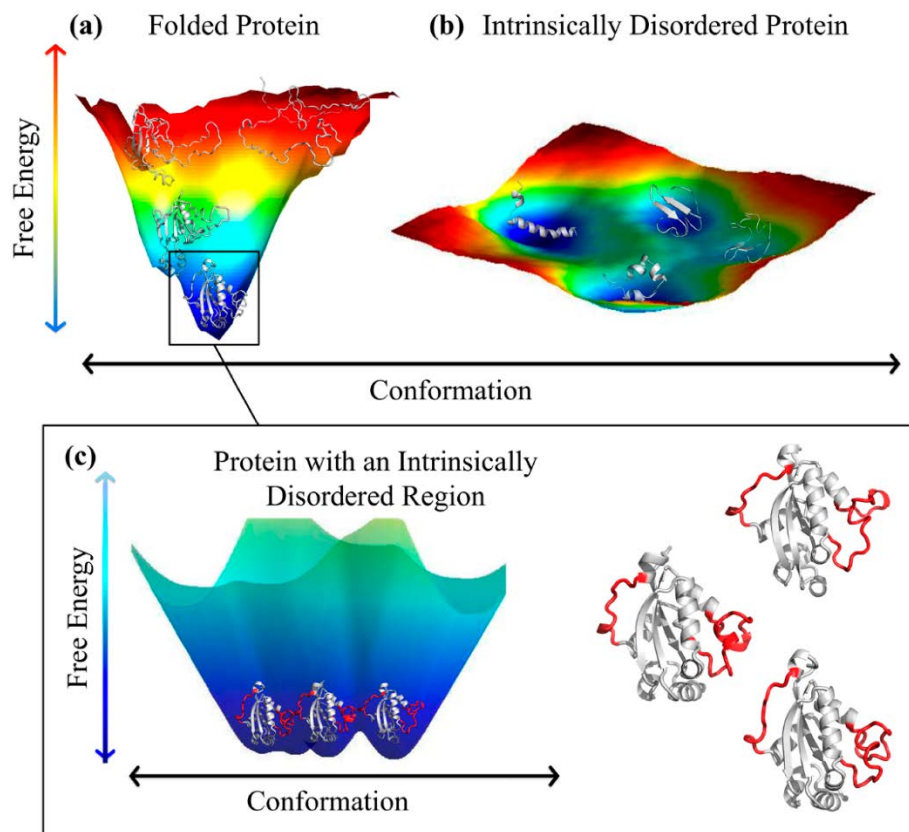 (a) Folded Protein
(b) Intrinsically Disordered Protein
Free Energy
Conformation
(c) Protein with an Intrinsically
Disordered Region
Free Energy
Conformation